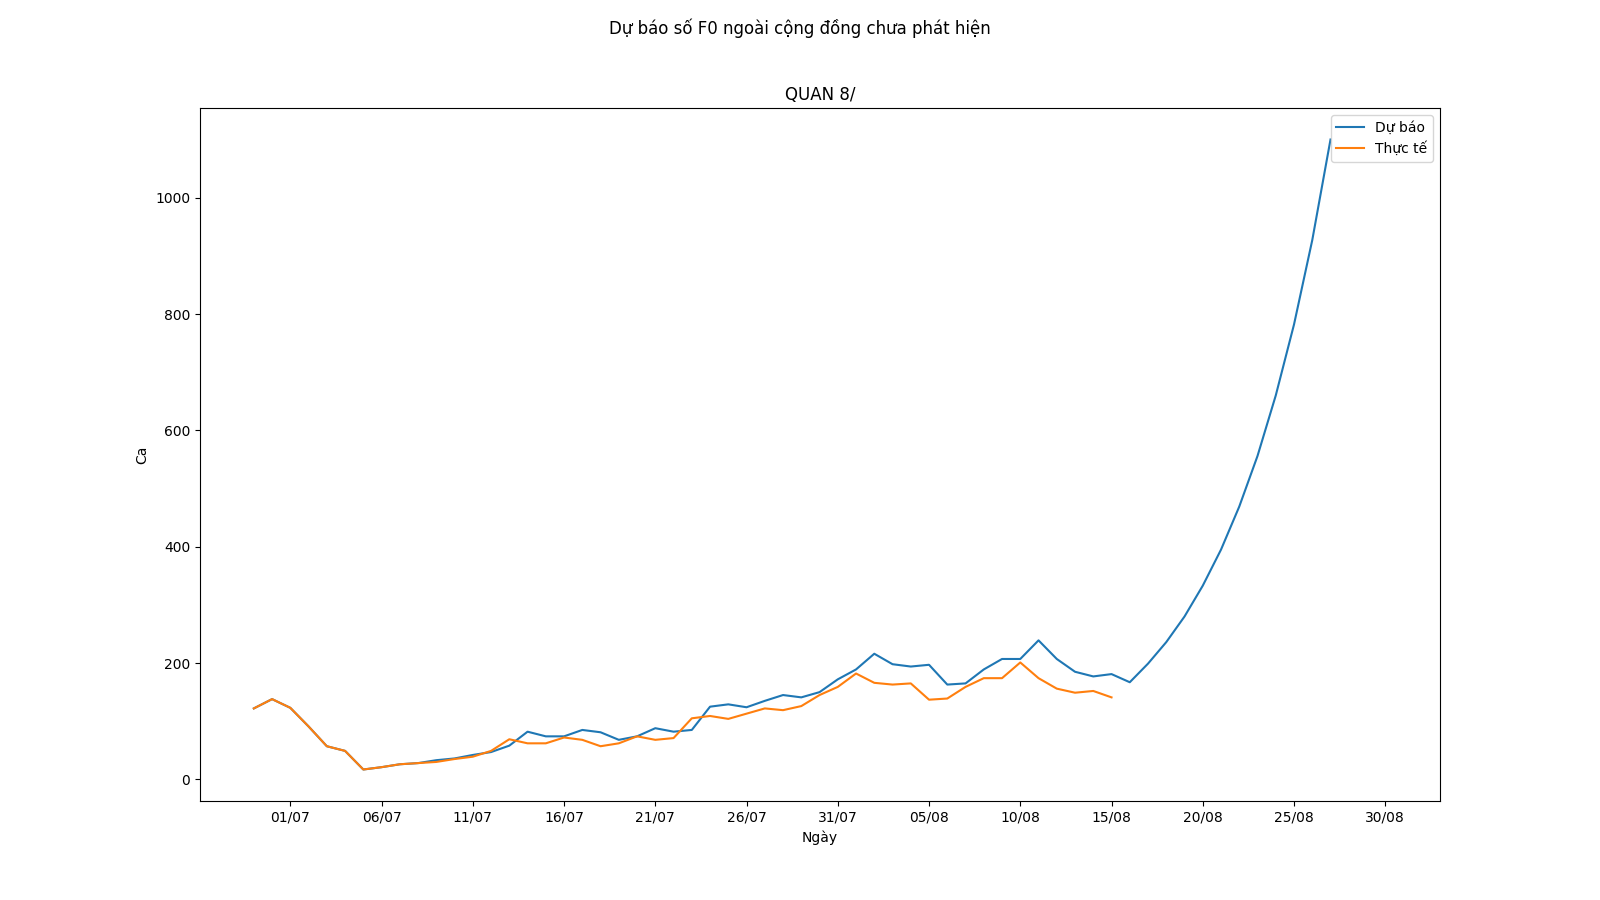 Dự báo số F0 ngoài cộng đồng chưa phát hiện
QUAN 8/
Dự báo
Thực tế
1000
800
600
400
200
0
Ca
01/07 06/07 11/07 16/07 21/07 26/07 31/07 05/08 10/08 15/08 20/08 25/08 30/08
Ngày